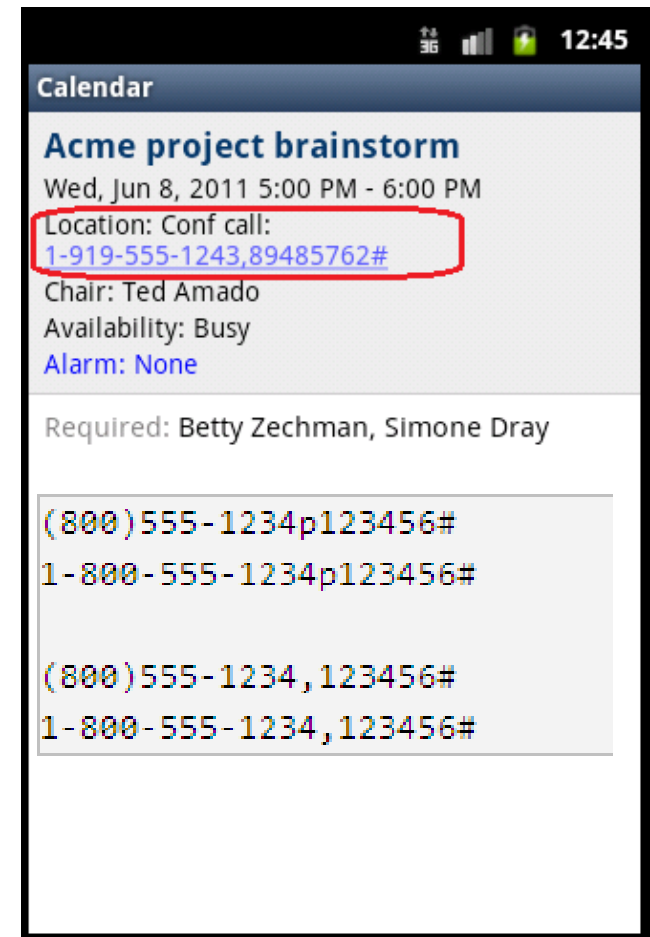 3G 12:45
Calendar
Acme project brainstorm
Wed, Jun 8, 2011 5:00 PM - 6:00 PM
Location: Conf call:
1-919-555-1243,89485762#
Chair: Ted Amado
Availability: Busy
Alarm: None
Required: Betty Zechman, Simone Dray
(800)555-1234p123456#
1-800-555-1234p123456#
(800)555-1234,123456#
1-800-555-1234,123456#